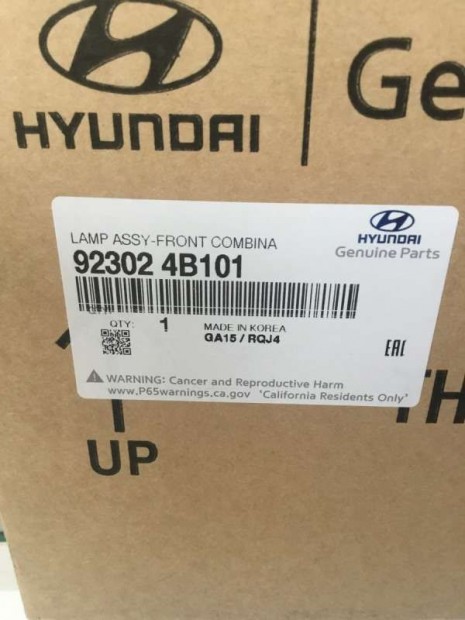 HYUNDAI
Ge
LAMP ASSY-FRONT COMBINA
92302 4B101
HYUNDAI
Genuine Parts
QTY: 1
MADE IN KOREA
GA15 / RQJ4
EAC
WARNING: Cancer and Reproductive Harm
www.P65warnings.ca.gov 'California Residents Only'
TH
UP